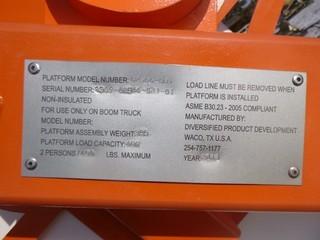 PLATFORM MODEL NUMBER:
SERIAL NUMBER:
NON-INSULATED
FOR USE ONLY ON BOOM TRUCK
MODEL NUMBER:
PLATFORM ASSEMBLY WEIGHT:
PLATFORM LOAD CAPACITY:
2 PERSONS/ LBS. MAXIMUM
LOAD LINE MUST BE REMOVED WHEN
PLATFORM IS INSTALLED
ASME B30.23 - 2005 COMPLIANT
MANUFACTURED BY:
DIVERSIFIED PRODUCT DEVELOPMENT
WACO, TX U.S.A.
254-757-1177
YEAR: